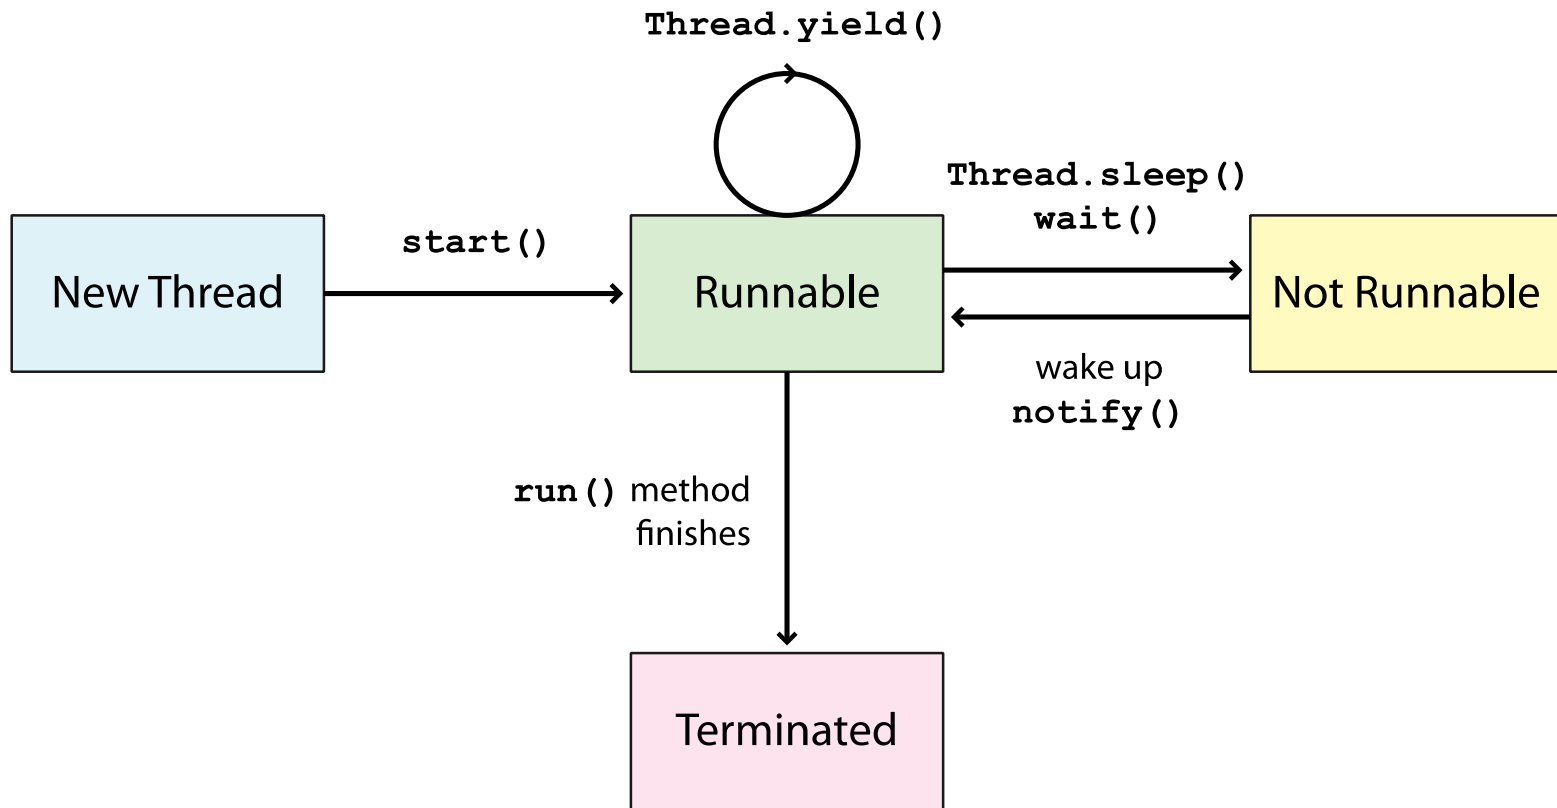 Thread.yield()
Thread.sleep()
wait()
start()
New Thread
Runnable
Not Runnable
wake up
notify()
run() method
finishes
Terminated